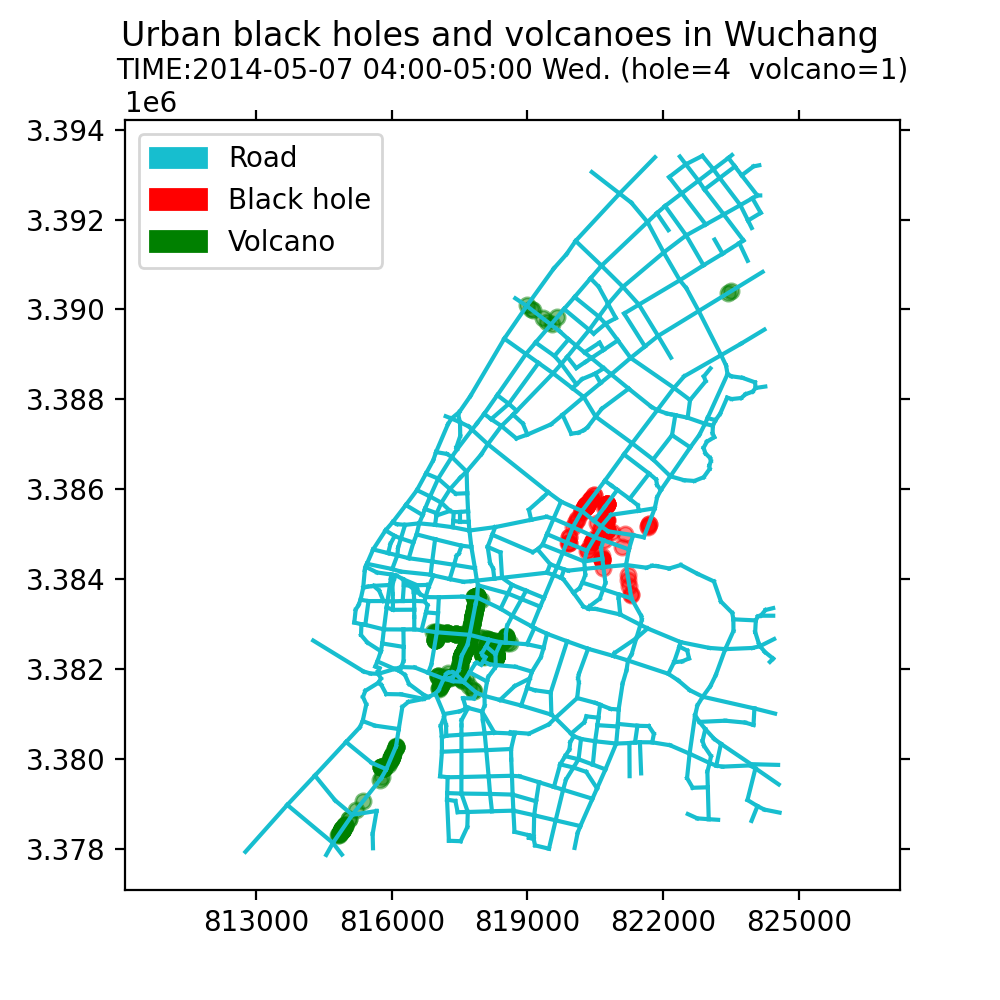 Urban black holes and volcanoes in Wuchang
TIME:2014-05-07 04:00-05:00 Wed. (hole=4  volcano=1)
1e6
3.394
3.392
3.390
3.388
3.386
3.384
3.382
3.380
3.378
Road
Black hole
Volcano
813000 816000 819000 822000 825000